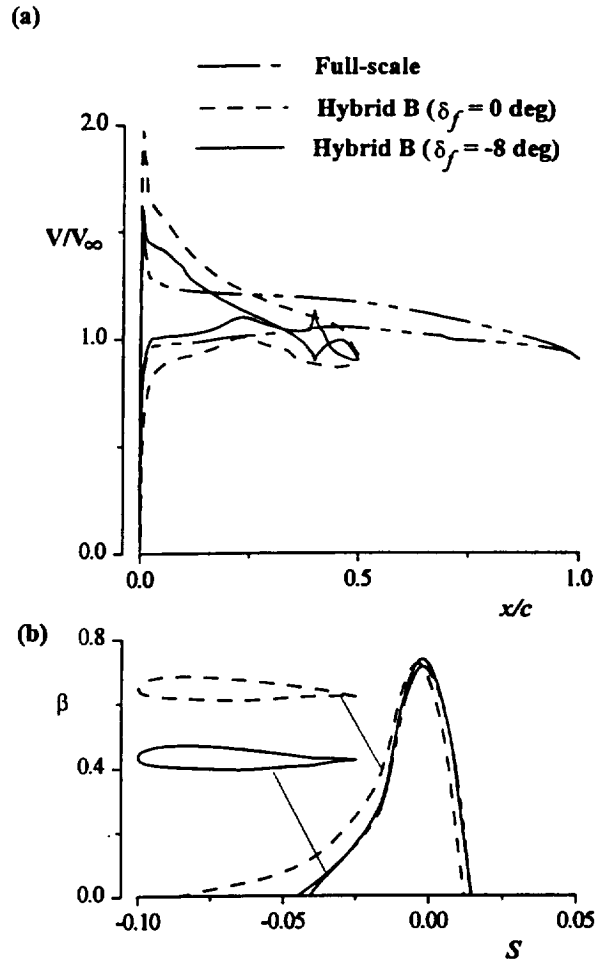 (a)
Full-scale
Hybrid B (δf = 0 deg)
Hybrid B (δf = -8 deg)
2.0
V/V∞
1.0
0.0
0.0
0.5
1.0
x/c
(b)
0.8
β
0.4
0.0
-0.10
-0.05
0.00
0.05
S